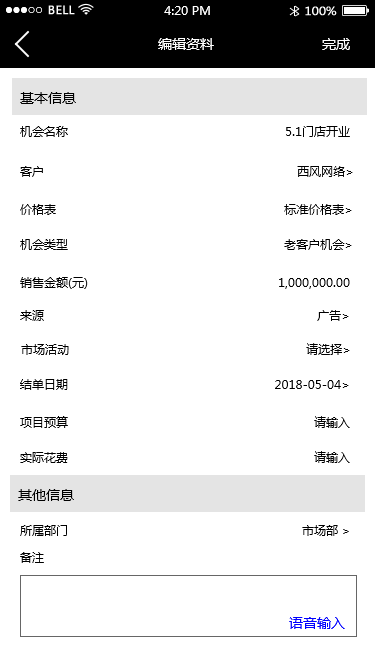 BELL 4:20 PM 100%
编辑资料 完成
基本信息
机会名称 5.1门店开业
客户 西风网络>
价格表 标准价格表>
机会类型 老客户机会>
销售金额(元) 1,000,000.00
来源 广告>
市场活动 请选择>
结单日期 2018-05-04>
项目预算 请输入
实际花费 请输入
其他信息
所属部门 市场部 >
备注
语音输入